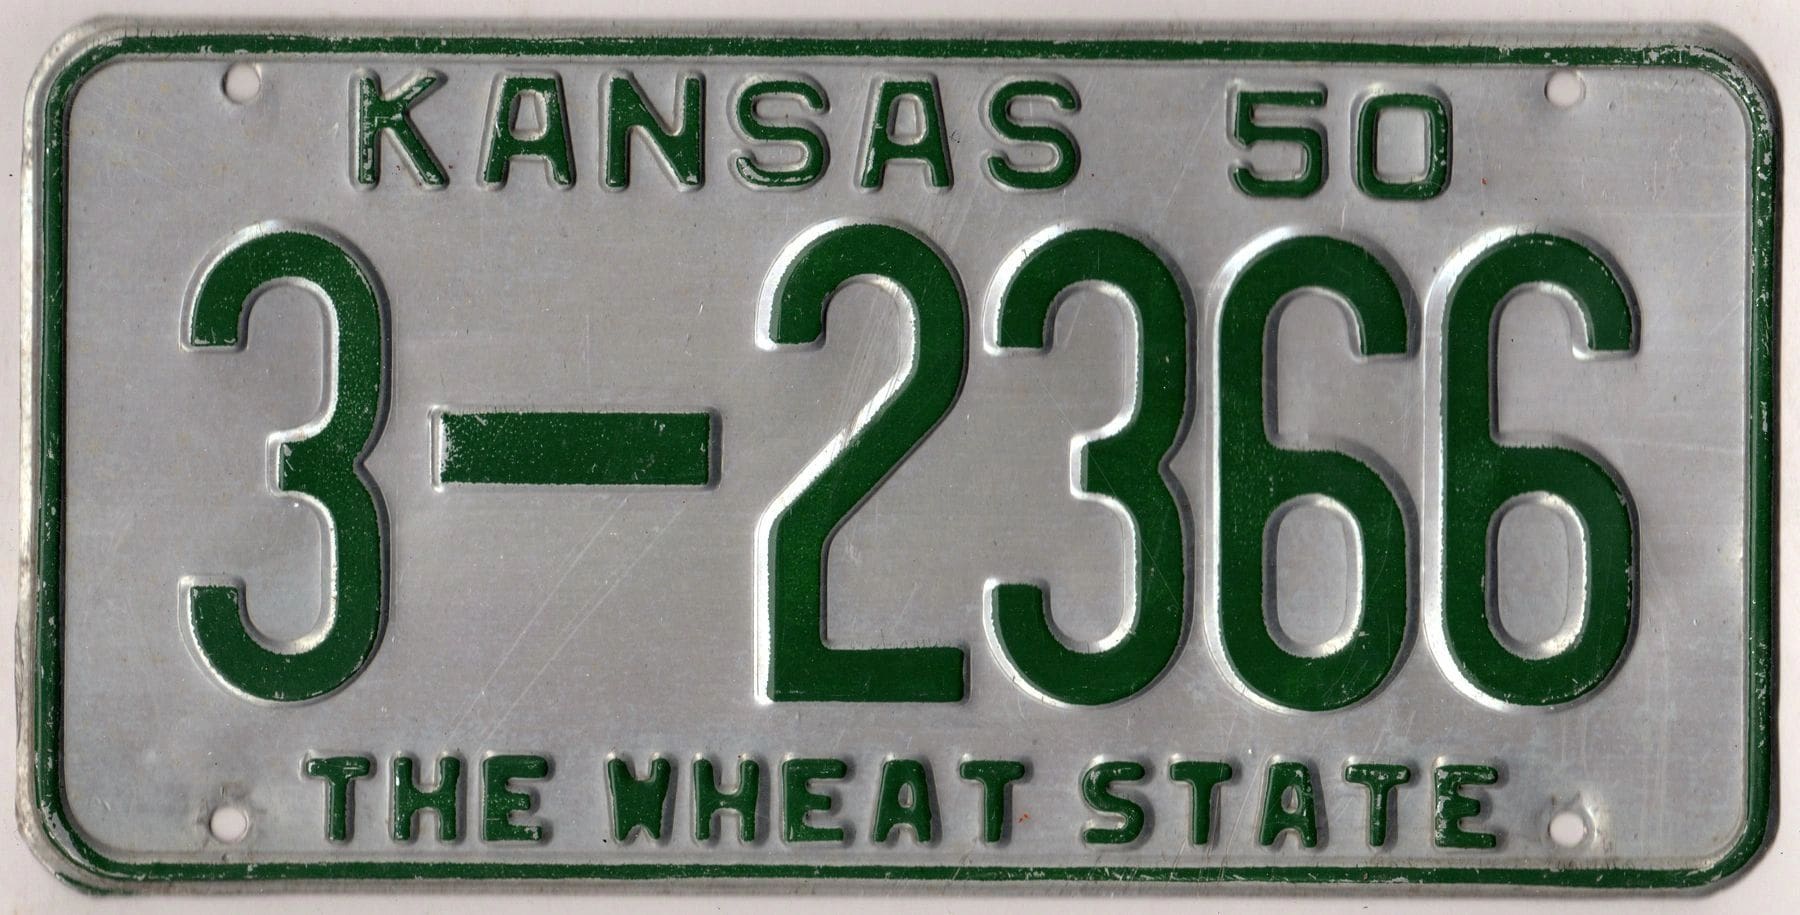 KANSAS 50
3-2366
THE WHEAT STATE